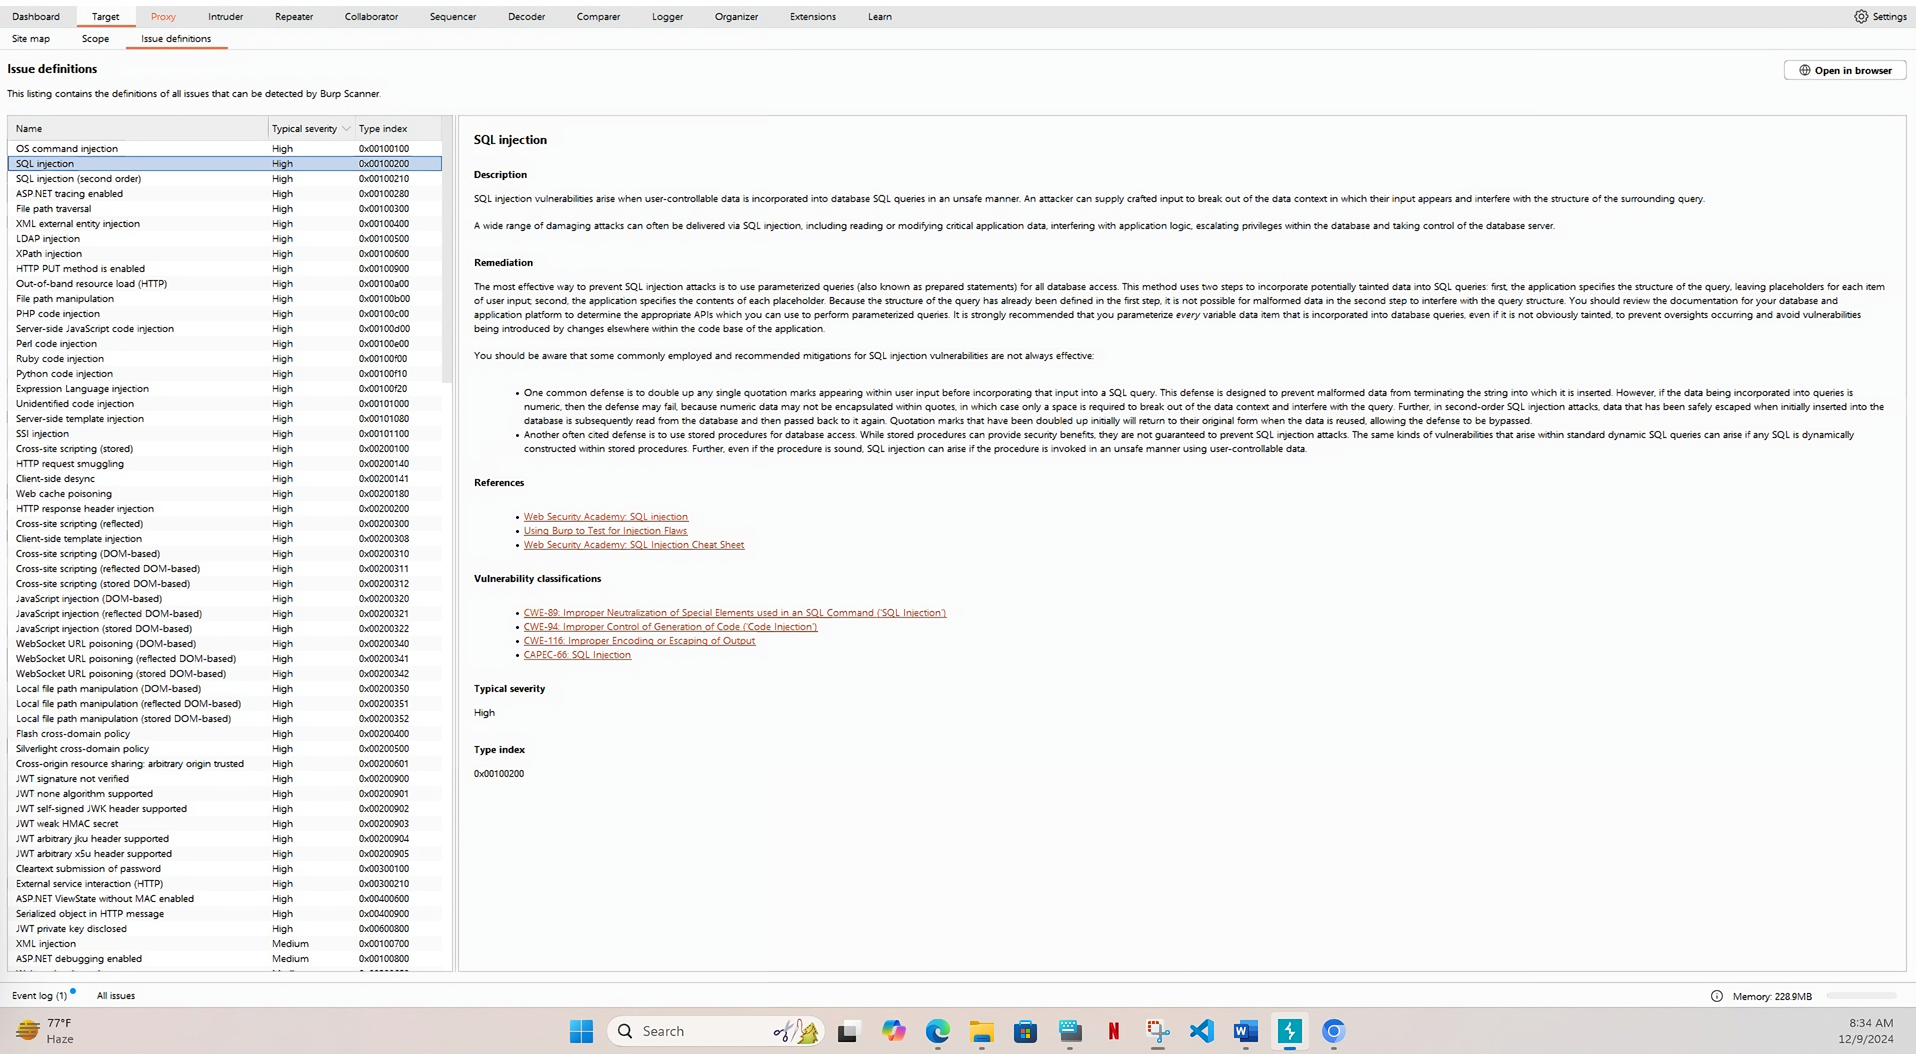 Dashboard Target Proxy Intruder Repeater Collaborator Sequencer Decoder Comparer Logger Organizer Extensions Learn Settings
Site map Scope Issue definitions
Issue definitions
Open in browser
This listing contains the definitions of all issues that can be detected by Burp Scanner.
Name Typical severity Type index
OS command injection High 0x00100100
SQL injection High 0x00100200
SQL injection (second order) High 0x00100210
ASP.NET tracing enabled High 0x00100280
File path traversal High 0x00100300
XML external entity injection High 0x00100400
LDAP injection High 0x00100500
XPath injection High 0x00100600
HTTP PUT method is enabled High 0x00100900
Out-of-band resource load (HTTP) High 0x00100a00
File path manipulation High 0x00100b00
PHP code injection High 0x00100c00
Server-side JavaScript code injection High 0x00100d00
Perl code injection High 0x00100e00
Ruby code injection High 0x00100f00
Python code injection High 0x00100f10
Expression Language injection High 0x00100f20
Unidentified code injection High 0x00101000
Server-side template injection High 0x00101080
SSI injection High 0x00101100
Cross-site scripting (stored) High 0x00200100
HTTP request smuggling High 0x00200140
Client-side desync High 0x00200141
Web cache poisoning High 0x00200180
HTTP response header injection High 0x00200200
Cross-site scripting (reflected) High 0x00200300
Client-side template injection High 0x00200308
Cross-site scripting (DOM-based) High 0x00200310
Cross-site scripting (reflected DOM-based) High 0x00200311
Cross-site scripting (stored DOM-based) High 0x00200312
JavaScript injection (DOM-based) High 0x00200320
JavaScript injection (reflected DOM-based) High 0x00200321
JavaScript injection (stored DOM-based) High 0x00200322
WebSocket URL poisoning (DOM-based) High 0x00200340
WebSocket URL poisoning (reflected DOM-based) High 0x00200341
WebSocket URL poisoning (stored DOM-based) High 0x00200342
Local file path manipulation (DOM-based) High 0x00200350
Local file path manipulation (reflected DOM-based) High 0x00200351
Local file path manipulation (stored DOM-based) High 0x00200352
Flash cross-domain policy High 0x00200400
Silverlight cross-domain policy High 0x00200500
Cross-origin resource sharing: arbitrary origin trusted High 0x00200601
JWT signature not verified High 0x00200900
JWT none algorithm supported High 0x00200901
JWT self-signed JWK header supported High 0x00200902
JWT weak HMAC secret High 0x00200903
JWT arbitrary jku header supported High 0x00200904
JWT arbitrary x5u header supported High 0x00200905
Cleartext submission of password High 0x00300100
External service interaction (HTTP) High 0x00300210
ASP.NET ViewState without MAC enabled High 0x00400600
Serialized object in HTTP message High 0x00400900
JWT private key disclosed High 0x00600800
XML injection Medium 0x00100700
ASP.NET debugging enabled Medium 0x00100800
SQL injection
Description
SQL injection vulnerabilities arise when user-controllable data is incorporated into database SQL queries in an unsafe manner. An attacker can supply crafted input to break out of the data context in which their input appears and interfere with the structure of the surrounding query.
A wide range of damaging attacks can often be delivered via SQL injection, including reading or modifying critical application data, interfering with application logic, escalating privileges within the database and taking control of the database server.
Remediation
The most effective way to prevent SQL injection attacks is to use parameterized queries (also known as prepared statements) for all database access. This method uses two steps to incorporate potentially tainted data into SQL queries: first, the application specifies the structure of the query, leaving placeholders for each item
of user input; second, the application specifies the contents of each placeholder. Because the structure of the query has already been defined in the first step, it is not possible for malformed data in the second step to interfere with the query structure. You should review the documentation for your database and
application platform to determine the appropriate APIs which you can use to perform parameterized queries. It is strongly recommended that you parameterize every variable data item that is incorporated into database queries, even if it is not obviously tainted, to prevent oversights occurring and avoid vulnerabilities
being introduced by changes elsewhere within the code base of the application.
You should be aware that some commonly employed and recommended mitigations for SQL injection vulnerabilities are not always effective:
• One common defense is to double up any single quotation marks appearing within user input before incorporating that input into a SQL query. This defense is designed to prevent malformed data from terminating the string into which it is inserted. However, if the data being incorporated into queries is
numeric, then the defense may fail, because numeric data may not be encapsulated within quotes, in which case only a space is required to break out of the data context and interfere with the query. Further, in second-order SQL injection attacks, data that has been safely escaped when initially inserted into the
database is subsequently read from the database and then passed back to it again. Quotation marks that have been doubled up initially will return to their original form when the data is reused, allowing the defense to be bypassed.
• Another often cited defense is to use stored procedures for database access. While stored procedures can provide security benefits, they are not guaranteed to prevent SQL injection attacks. The same kinds of vulnerabilities that arise within standard dynamic SQL queries can arise if any SQL is dynamically
constructed within stored procedures. Further, even if the procedure is sound, SQL injection can arise if the procedure is invoked in an unsafe manner using user-controllable data.
References
• Web Security Academy: SQL injection
• Using Burp to Test for Injection Flaws
• Web Security Academy: SQL Injection Cheat Sheet
Vulnerability classifications
• CWE-89: Improper Neutralization of Special Elements used in an SQL Command ('SQL Injection')
• CWE-94: Improper Control of Generation of Code ('Code Injection')
• CWE-116: Improper Encoding or Escaping of Output
• CAPEC-66: SQL Injection
Typical severity
High
Type index
0x00100200
Event log (1) All issues Memory: 228.9MB
77°F
Haze
Search
8:34 AM
12/9/2024